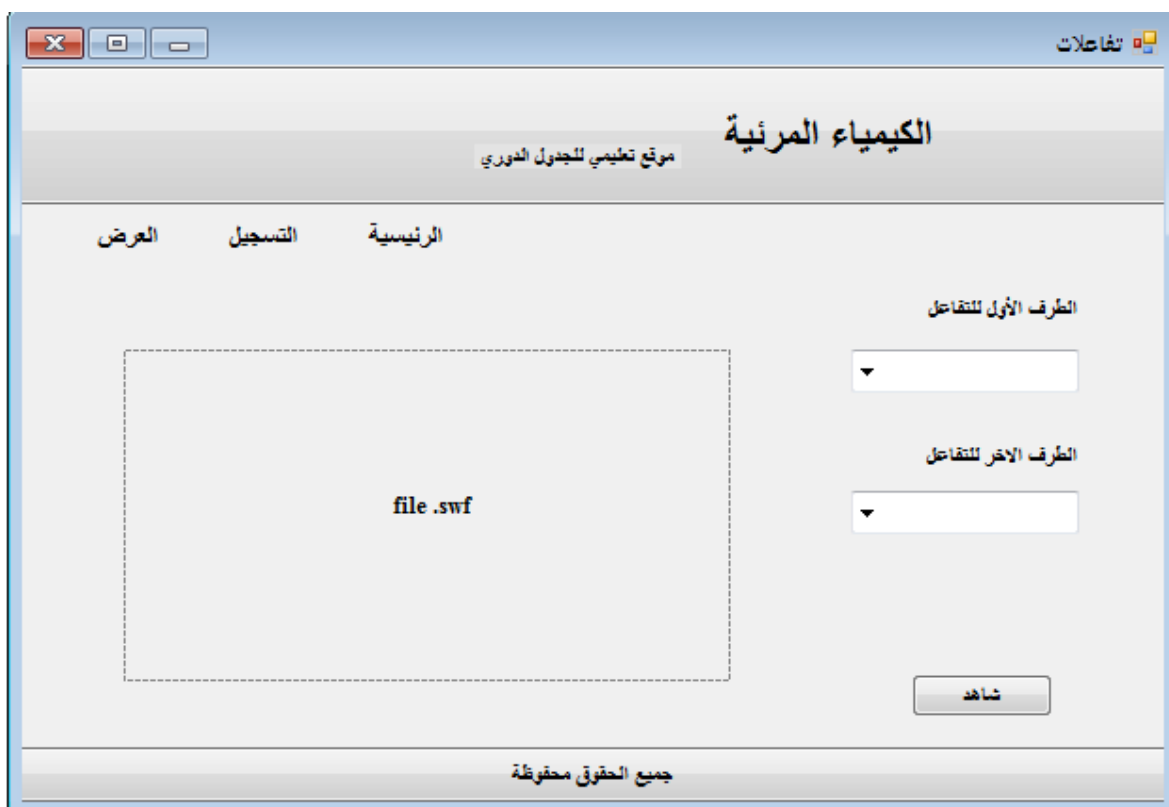 تفاعلات
الكيمياء المرئية
موقع تعليمي للجدول الدوري
الرئيسية التسجيل العرض
الطرف الأول للتفاعل
الطرف الاخر للتفاعل
file .swf
شاهد
جميع الحقوق محفوظة